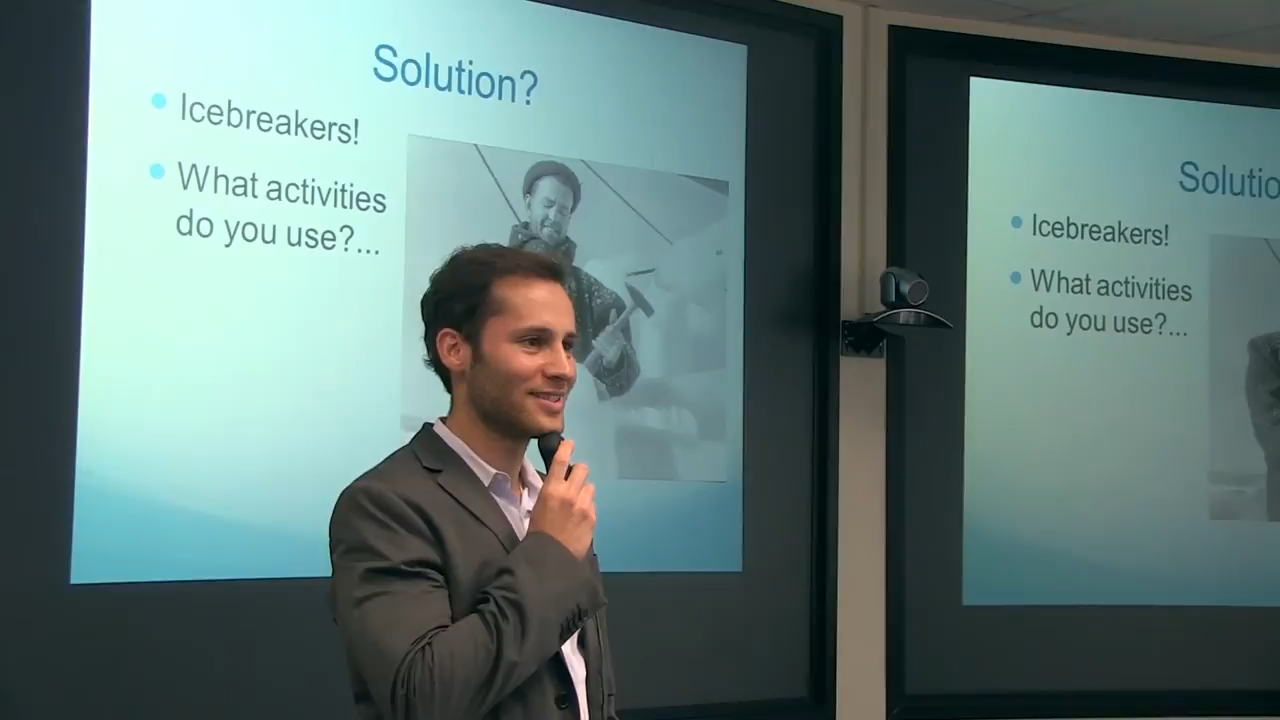 Solution?
Icebreakers!
What activities
do you use?...
Solutio
Icebreakers!
What activities
do you use?...